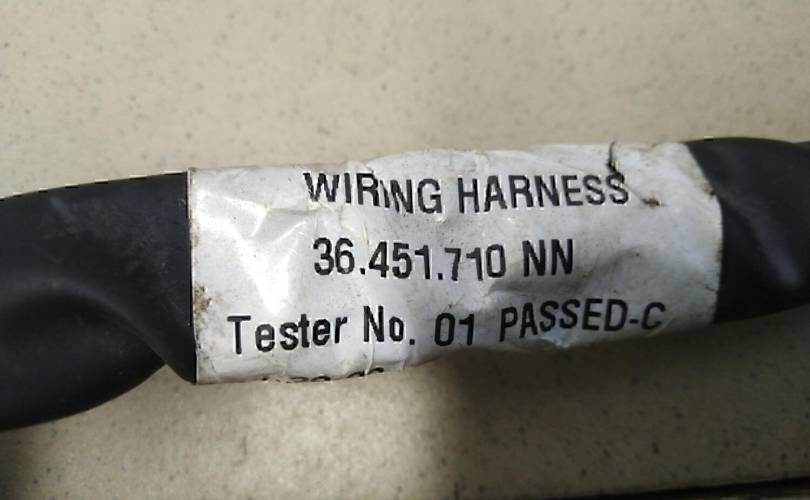 WIRING HARNESS
36.451.710 NN
Tester No. 01 PASSED-C